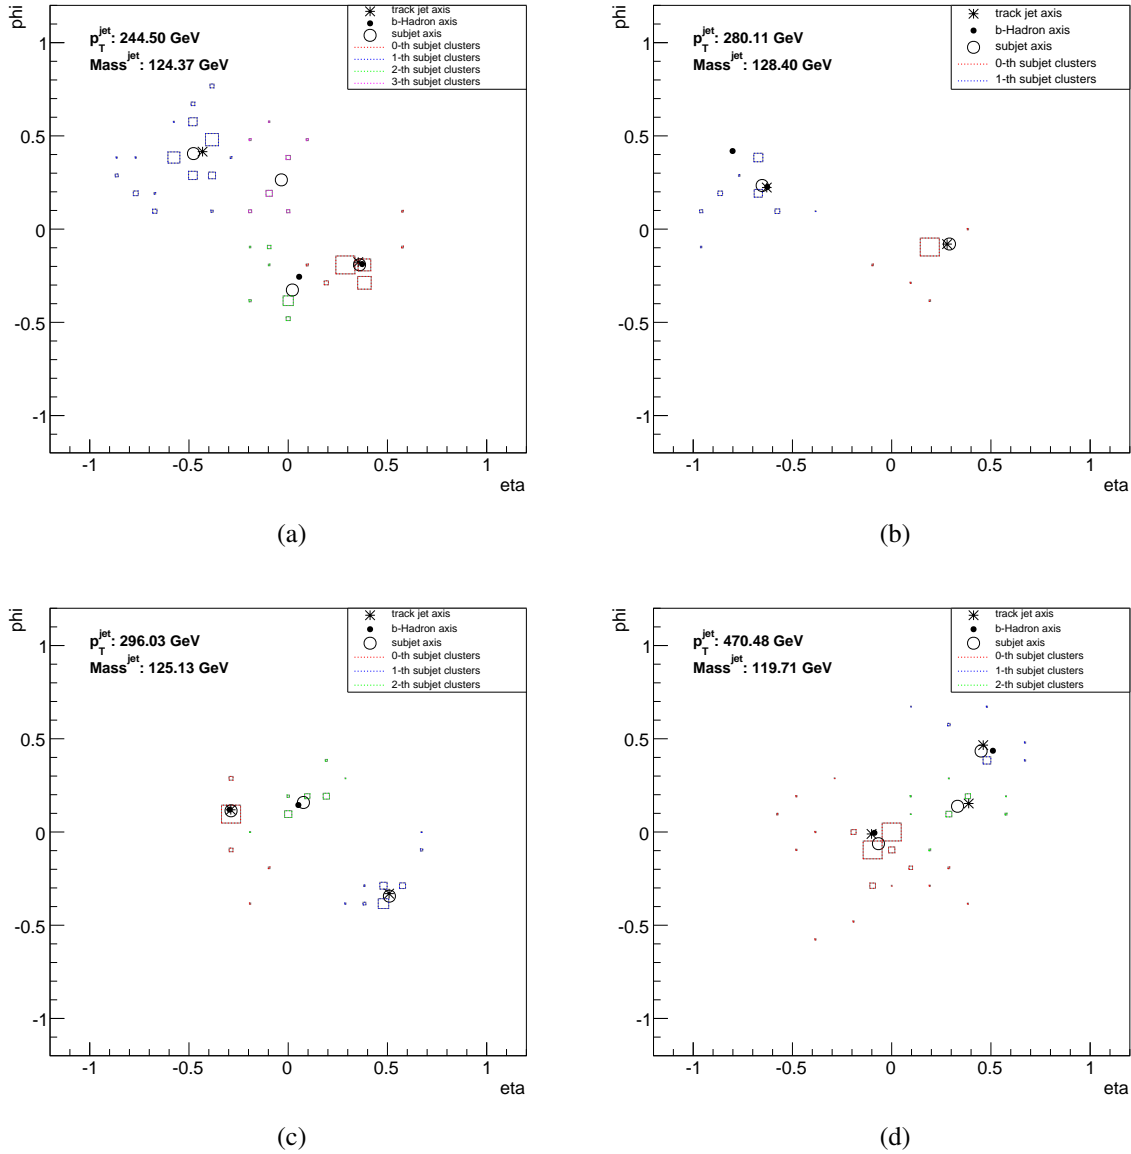 phi
p_T^jet: 244.50 GeV
Mass^jet: 124.37 GeV
track jet axis
b-Hadron axis
subjet axis
0-th subjet clusters
1-th subjet clusters
2-th subjet clusters
3-th subjet clusters
1
0.5
0
-0.5
-1
-1 -0.5 0 0.5 1
eta
(a)
phi
p_T^jet: 280.11 GeV
Mass^jet: 128.40 GeV
track jet axis
b-Hadron axis
subjet axis
0-th subjet clusters
1-th subjet clusters
1
0.5
0
-0.5
-1
-1 -0.5 0 0.5 1
eta
(b)
phi
p_T^jet: 296.03 GeV
Mass^jet: 125.13 GeV
track jet axis
b-Hadron axis
subjet axis
0-th subjet clusters
1-th subjet clusters
2-th subjet clusters
1
0.5
0
-0.5
-1
-1 -0.5 0 0.5 1
eta
(c)
phi
p_T^jet: 470.48 GeV
Mass^jet: 119.71 GeV
track jet axis
b-Hadron axis
subjet axis
0-th subjet clusters
1-th subjet clusters
2-th subjet clusters
1
0.5
0
-0.5
-1
-1 -0.5 0 0.5 1
eta
(d)